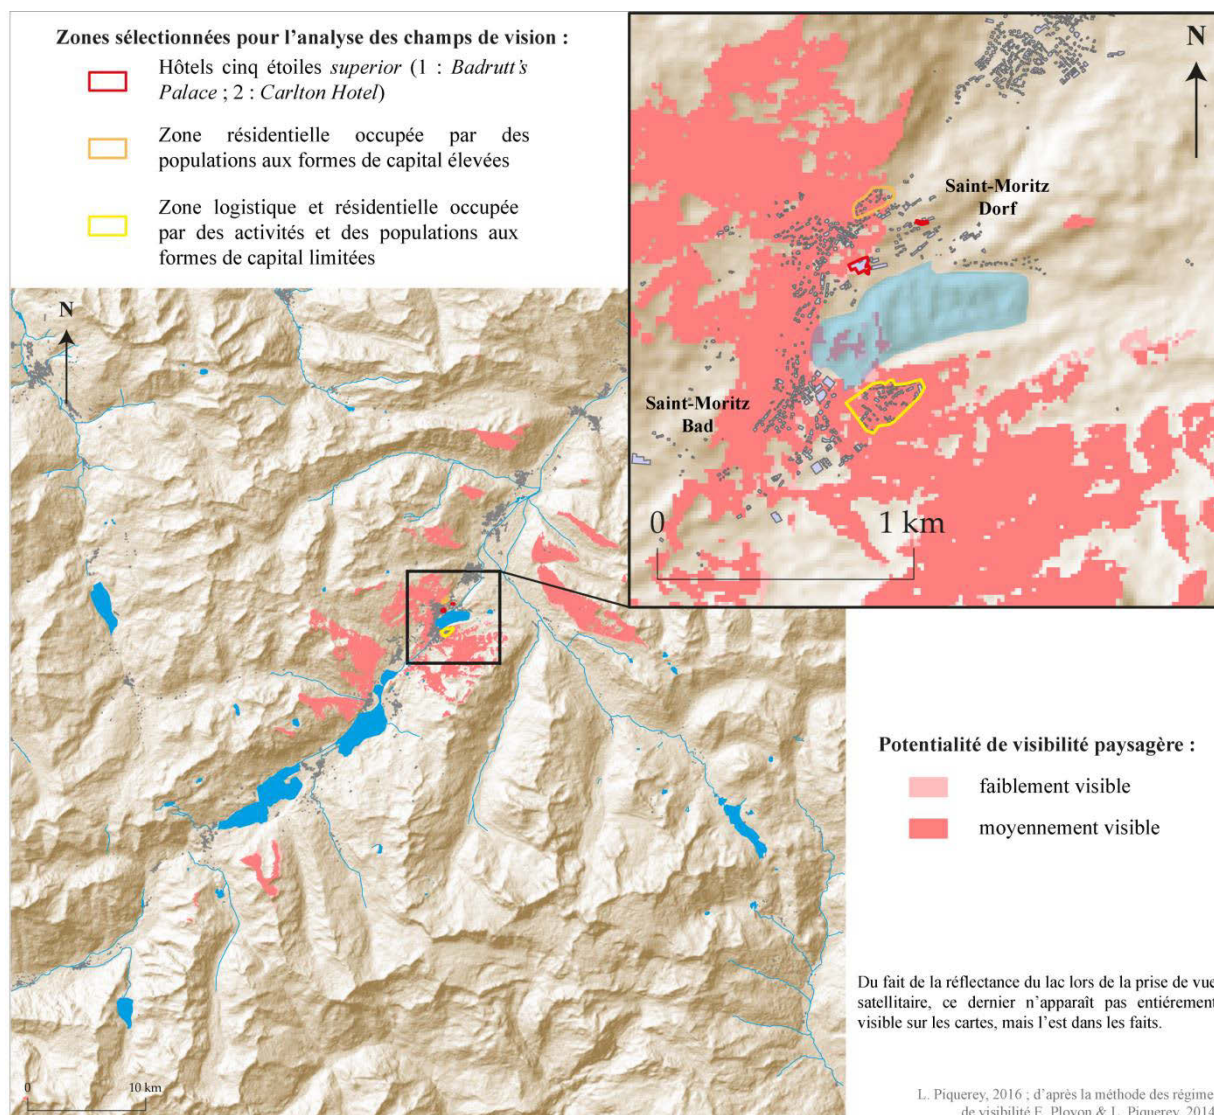 Zones sélectionnées pour l'analyse des champs de vision :
Hôtels cinq étoiles superior (1 : Badrutt's
Palace ; 2 : Carlton Hotel)
Zone résidentielle occupée par des
populations aux formes de capital élevées
Zone logistique et résidentielle occupée
par des activités et des populations aux
formes de capital limitées
N
Saint-Moritz
Dorf
Saint-Moritz
Bad
0 1 km
N
0 10 km
Potentialité de visibilité paysagère :
faiblement visible
moyennement visible
Du fait de la réflectance du lac lors de la prise de vue
satellitaire, ce dernier n'apparaît pas entiérement
visible sur les cartes, mais l'est dans les faits.
L. Piquerey, 2016 ; d'après la méthode des régime
de visibilité E. Ployon & L. Piquerey, 2014